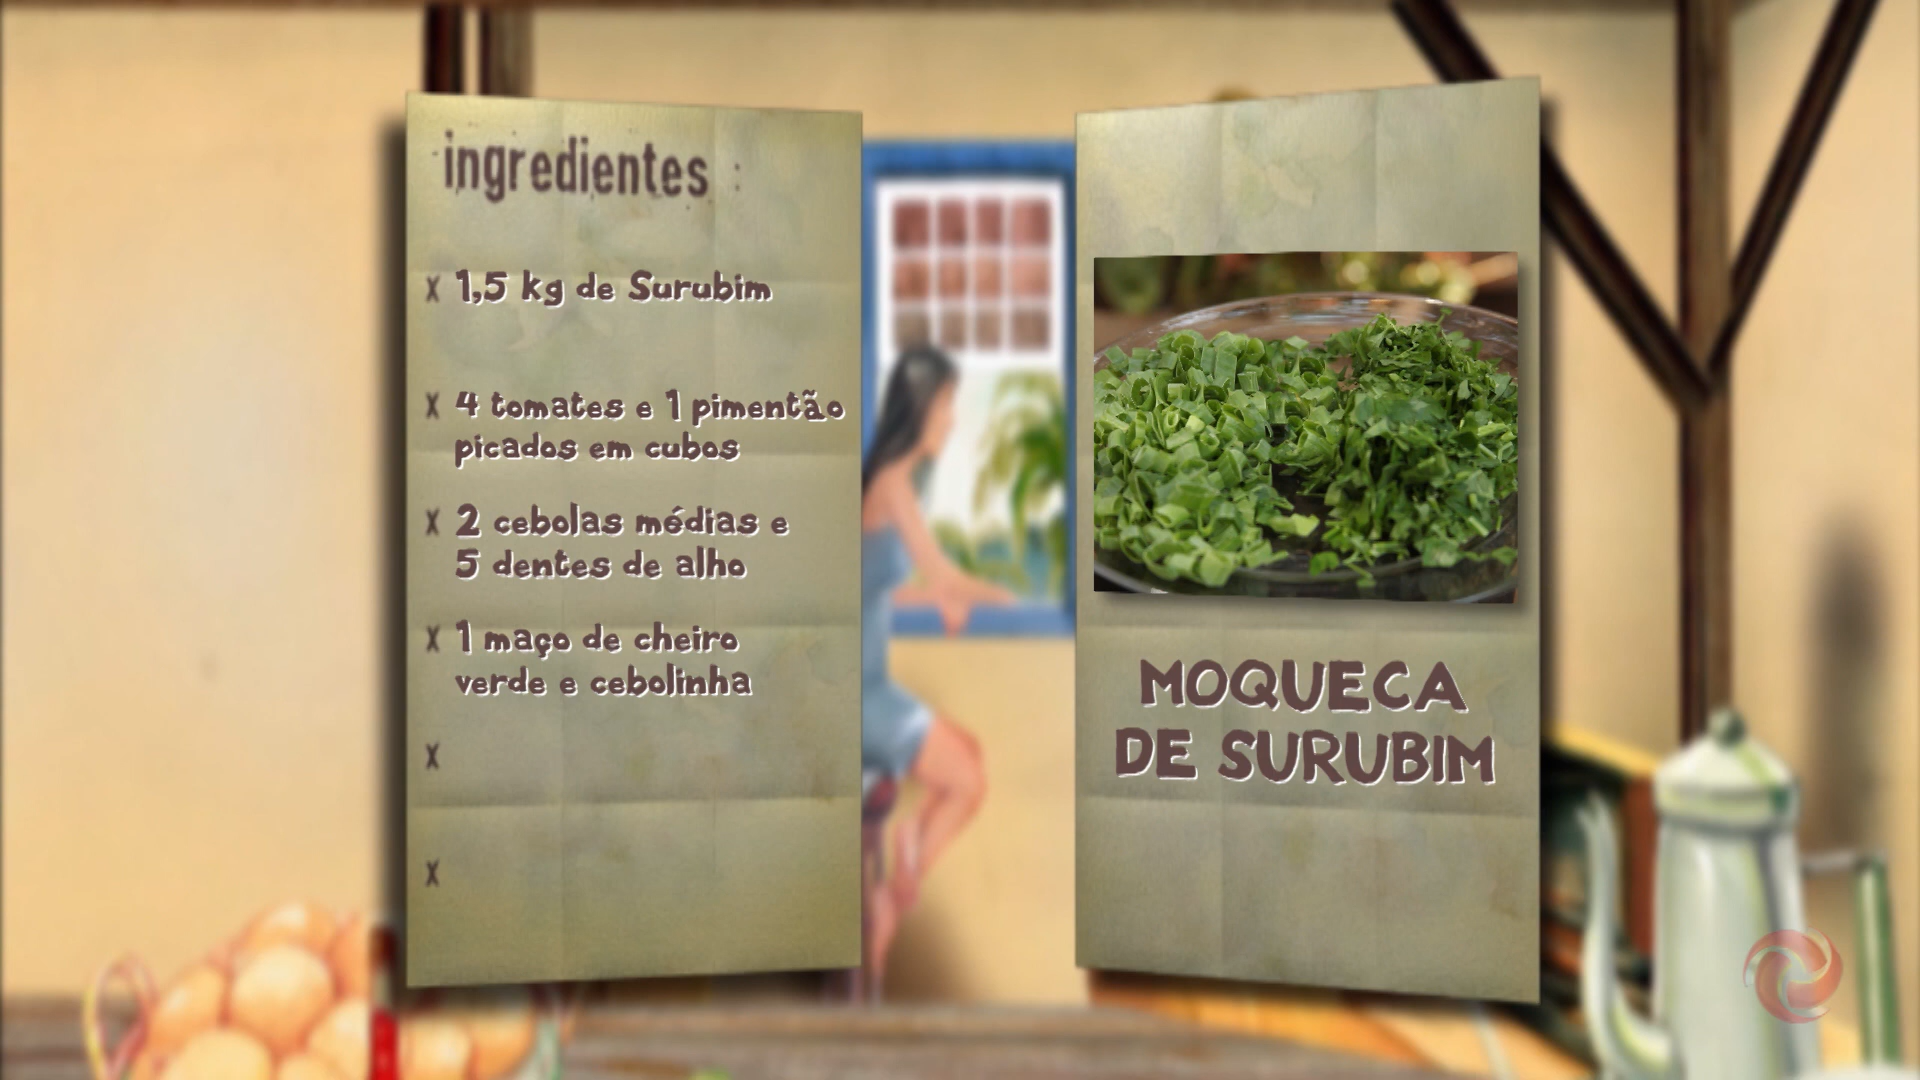 ingredientes :
x 1,5 kg de Surubim
x 4 tomates e 1 pimentão
picados em cubos
x 2 cebolas médias e
5 dentes de alho
x 1 maço de cheiro
verde e cebolinha
x
x
MOQUECA
DE SURUBIM